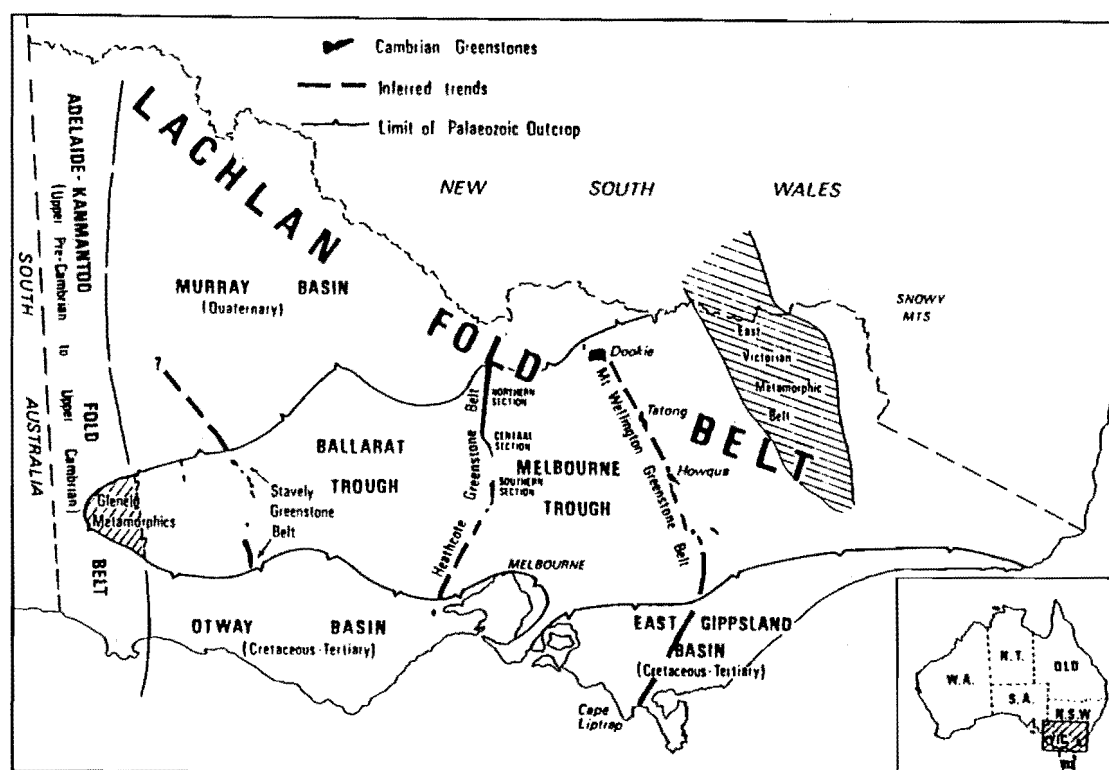 Cambrian Greenstones
Inferred trends
Limit of Palaeozoic Outcrop
LACHLAN
FOLD
BELT
NEW SOUTH WALES
ADELAIDE-KANMANTOO
(Upper Pre-Cambrian to Upper Cambrian)
FOLD
BELT
SOUTH
AUSTRALIA
MURRAY BASIN
(Quaternary)
SNOWY
MTS
East
Victorian
Metamorphic
Belt
?
Dookie
Mt Wellington Greenstone Belt
Tatong
Howqua
NORTHERN
SECTION
CENTRAL
SECTION
SOUTHERN
SECTION
Heathcote Greenstone Belt
BALLARAT
TROUGH
MELBOURNE
TROUGH
Stavely
Greenstone
Belt
Glenelg
Metamorphics
MELBOURNE
OTWAY BASIN
(Cretaceous-Tertiary)
EAST GIPPSLAND
BASIN
(Cretaceous-Tertiary)
Cape
Liptrap
W.A.
N.T.
QLD
S.A.
N.S.W
VIC